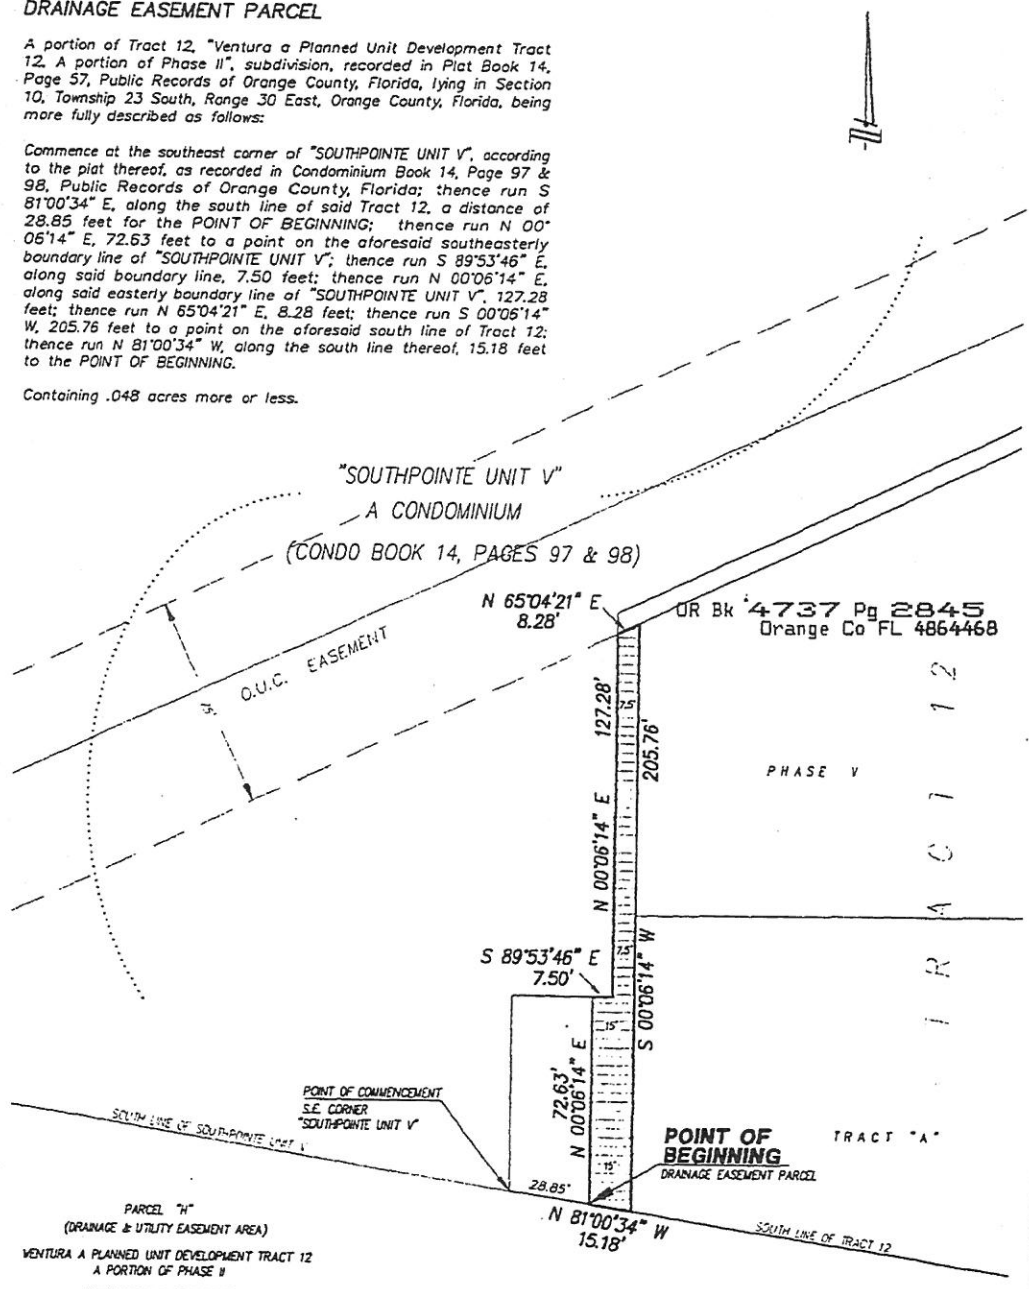 DRAINAGE EASEMENT PARCEL
A portion of Tract 12, "Ventura a Planned Unit Development Tract
12, A portion of Phase II", subdivision, recorded in Plat Book 14,
Page 57, Public Records of Orange County, Florida, lying in Section
10, Township 23 South, Range 30 East, Orange County, Florida, being
more fully described as follows:
Commence at the southeast corner of "SOUTHPOINTE UNIT V", according
to the plat thereof, as recorded in Condominium Book 14, Page 97 &
98, Public Records of Orange County, Florida; thence run S
81°00'34" E, along the south line of said Tract 12, a distance of
28.85 feet for the POINT OF BEGINNING; thence run N 00°
06'14" E, 72.63 feet to a point on the aforesaid southeasterly
boundary line of "SOUTHPOINTE UNIT V"; thence run S 89°53'46" E,
along said boundary line, 7.50 feet; thence run N 00°06'14" E,
along said easterly boundary line of "SOUTHPOINTE UNIT V", 127.28
feet; thence run N 65°04'21" E, 8.28 feet; thence run S 00°06'14"
W, 205.76 feet to a point on the aforesaid south line of Tract 12;
thence run N 81°00'34" W, along the south line thereof, 15.18 feet
to the POINT OF BEGINNING.
Containing .048 acres more or less.
N
"SOUTHPOINTE UNIT V"
A CONDOMINIUM
(CONDO BOOK 14, PAGES 97 & 98)
N 65°04'21" E
8.28'
OR Bk 4737 Pg 2845
Orange Co FL 4864468
O.U.C. EASEMENT
15'
127.28'
N 00°06'14" E
7.5'
205.76'
S 00°06'14" W
PHASE V
TRACT 12
S 89°53'46" E
7.50'
7.5'
15'
72.63'
N 00°06'14" E
15'
POINT OF COMMENCEMENT
S.E. CORNER
"SOUTHPOINTE UNIT V"
SOUTH LINE OF SOUTHPOINTE UNIT V
28.85'
POINT OF
BEGINNING
DRAINAGE EASEMENT PARCEL
TRACT "A"
N 81°00'34" W
15.18'
SOUTH LINE OF TRACT 12
PARCEL "H"
(DRAINAGE & UTILITY EASEMENT AREA)
VENTURA A PLANNED UNIT DEVELOPMENT TRACT 12
A PORTION OF PHASE II